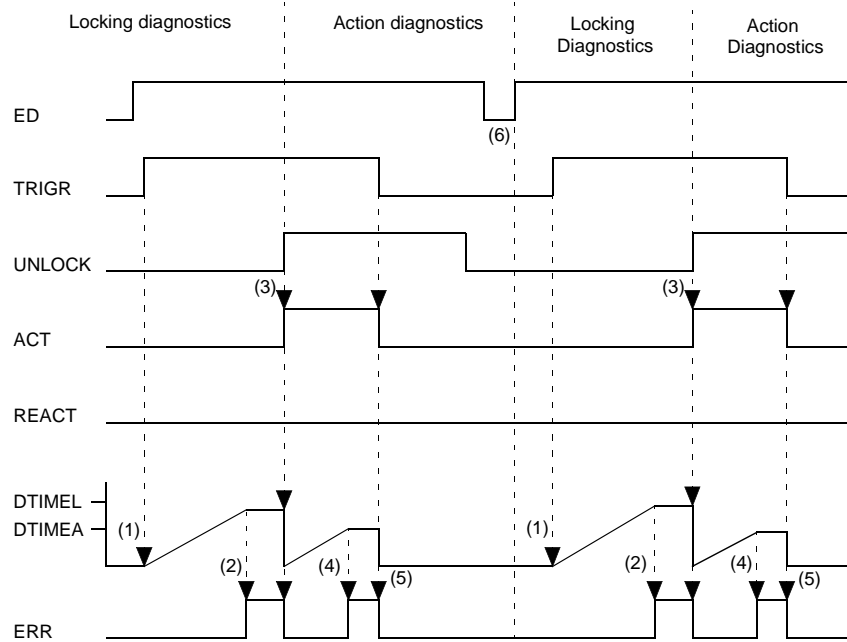 Locking diagnostics
Action diagnostics
Locking
Diagnostics
Action
Diagnostics
ED
(6)
TRIGR
UNLOCK
(3)
(3)
ACT
REACT
DTIMEL
DTIMEA
(1)
(1)
(2)
(4)
(5)
(2)
(4)
(5)
ERR